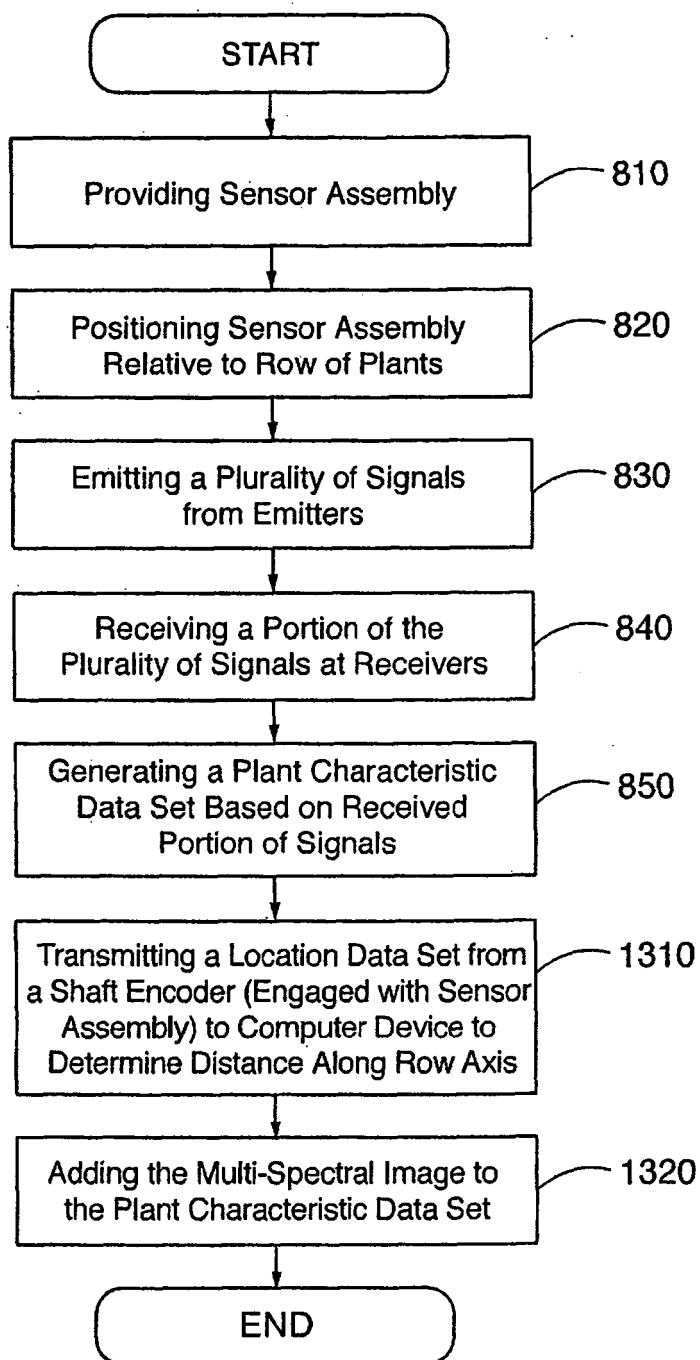 START
Providing Sensor Assembly
810
Positioning Sensor Assembly
Relative to Row of Plants
820
Emitting a Plurality of Signals
from Emitters
830
Receiving a Portion of the
Plurality of Signals at Receivers
840
Generating a Plant Characteristic
Data Set Based on Received
Portion of Signals
850
Transmitting a Location Data Set from
a Shaft Encoder (Engaged with Sensor
Assembly) to Computer Device to
Determine Distance Along Row Axis
1310
Adding the Multi-Spectral Image to
the Plant Characteristic Data Set
1320
END